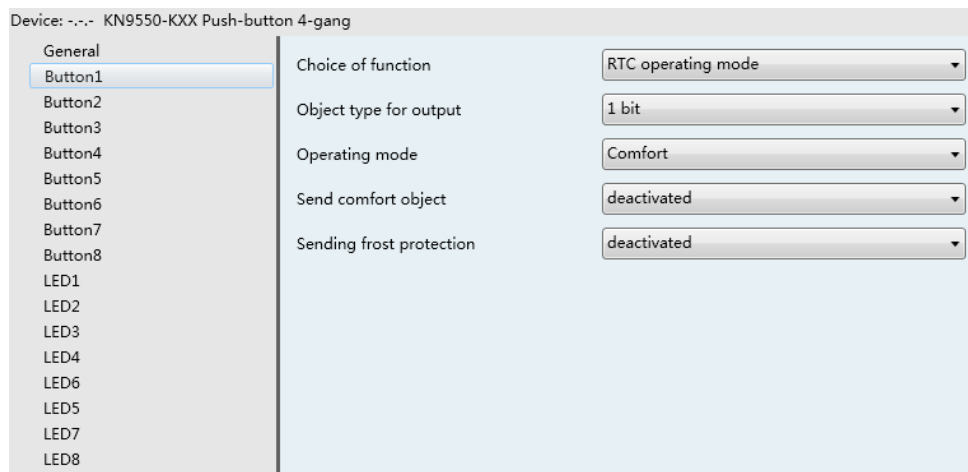 Device: -.-.- KN9550-KXX Push-button 4-gang
General
Button1
Button2
Button3
Button4
Button5
Button6
Button7
Button8
LED1
LED2
LED3
LED4
LED6
LED5
LED7
LED8
Choice of function RTC operating mode
Object type for output 1 bit
Operating mode Comfort
Send comfort object deactivated
Sending frost protection deactivated